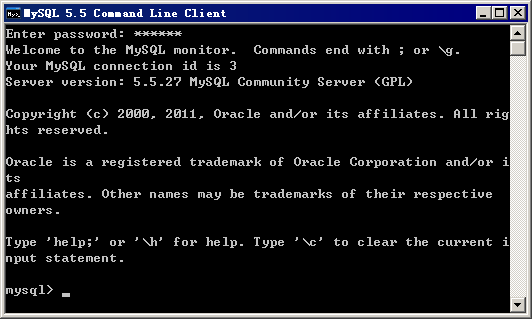 MySQL 5.5 Command Line Client
Enter password: ******
Welcome to the MySQL monitor.  Commands end with ; or \g.
Your MySQL connection id is 3
Server version: 5.5.27 MySQL Community Server (GPL)
Copyright (c) 2000, 2011, Oracle and/or its affiliates. All rig
hts reserved.
Oracle is a registered trademark of Oracle Corporation and/or i
ts
affiliates. Other names may be trademarks of their respective
owners.
Type 'help;' or '\h' for help. Type '\c' to clear the current i
nput statement.
mysql> _